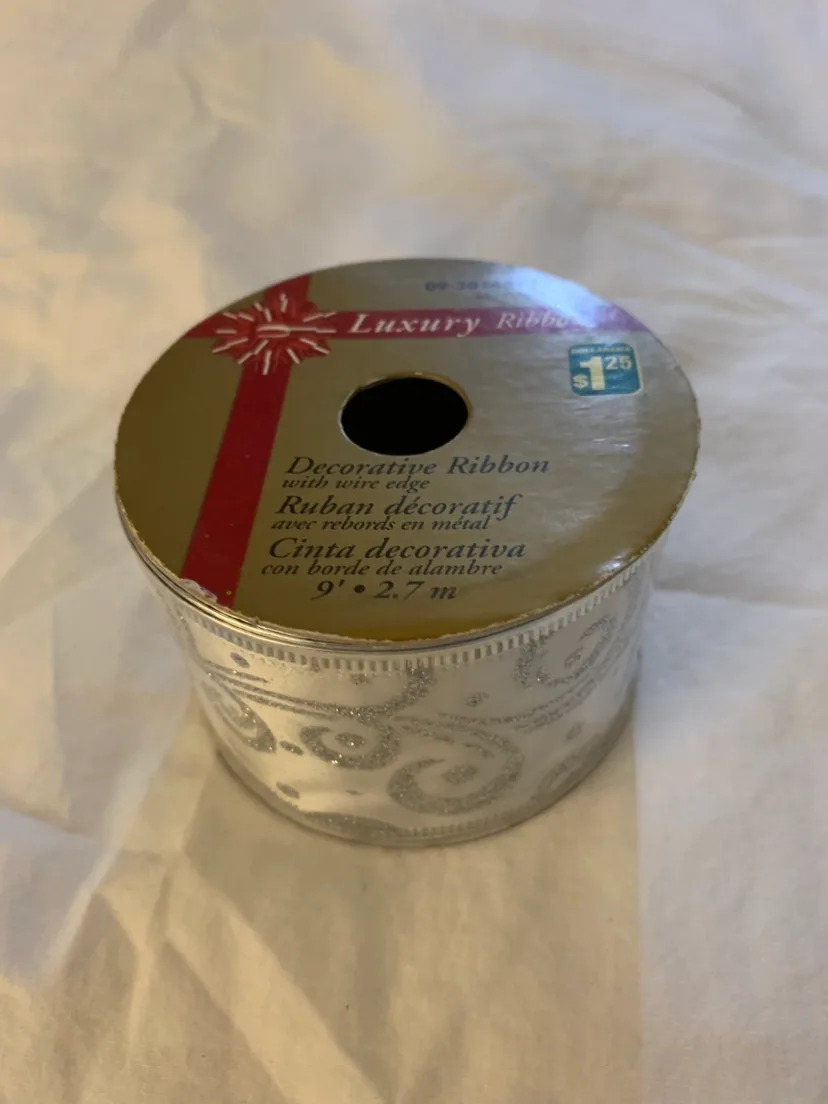 Luxury Ribbo
$1 25
Decorative Ribbon
with wire edge
Ruban décoratif
avec rebords en métal
Cinta decorativa
con borde de alambre
9' • 2.7 m